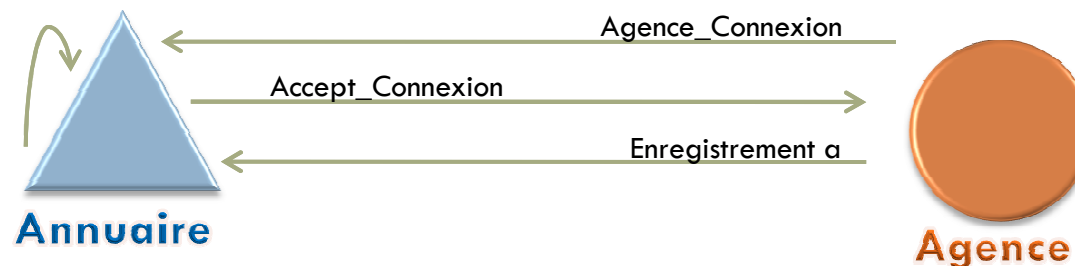 Agence_Connexion
Accept_Connexion
Enregistrement a
Annuaire
Agence